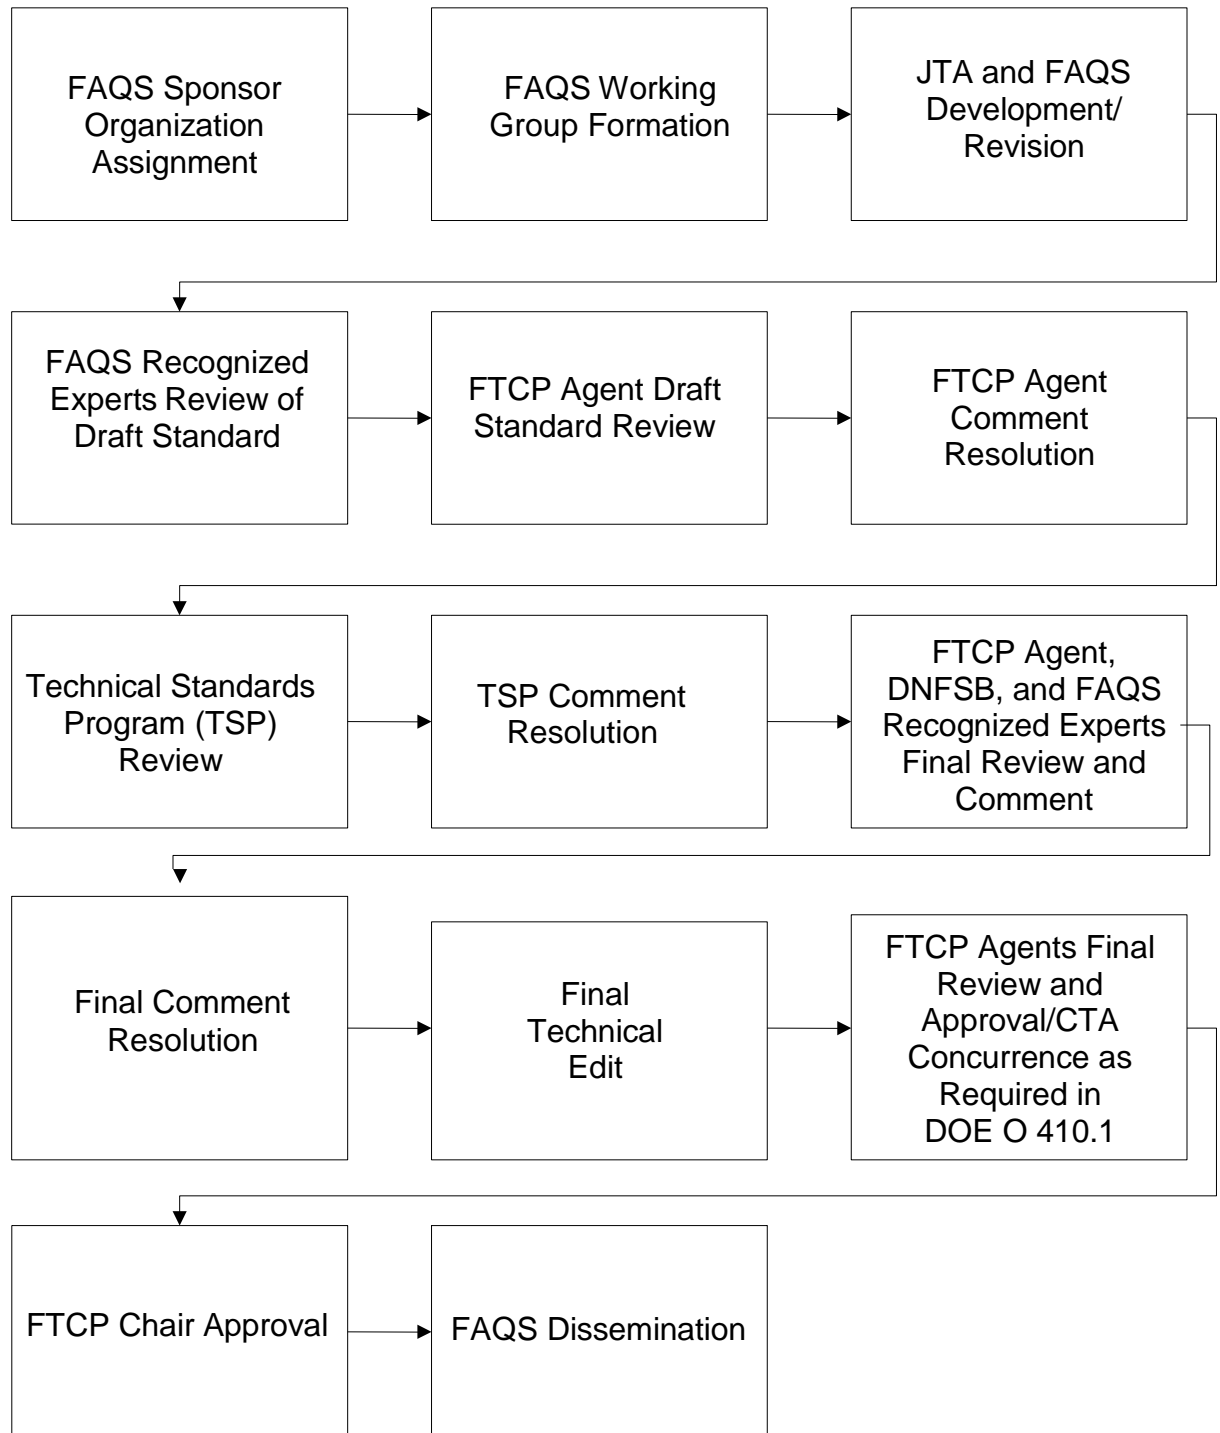 FAQS Sponsor
Organization
Assignment
FAQS Working
Group Formation
JTA and FAQS
Development/
Revision
FAQS Recognized
Experts Review of
Draft Standard
FTCP Agent Draft
Standard Review
FTCP Agent
Comment
Resolution
Technical Standards
Program (TSP)
Review
TSP Comment
Resolution
FTCP Agent,
DNFSB, and FAQS
Recognized Experts
Final Review and
Comment
Final Comment
Resolution
Final
Technical
Edit
FTCP Agents Final
Review and
Approval/CTA
Concurrence as
Required in
DOE O 410.1
FTCP Chair Approval
FAQS Dissemination